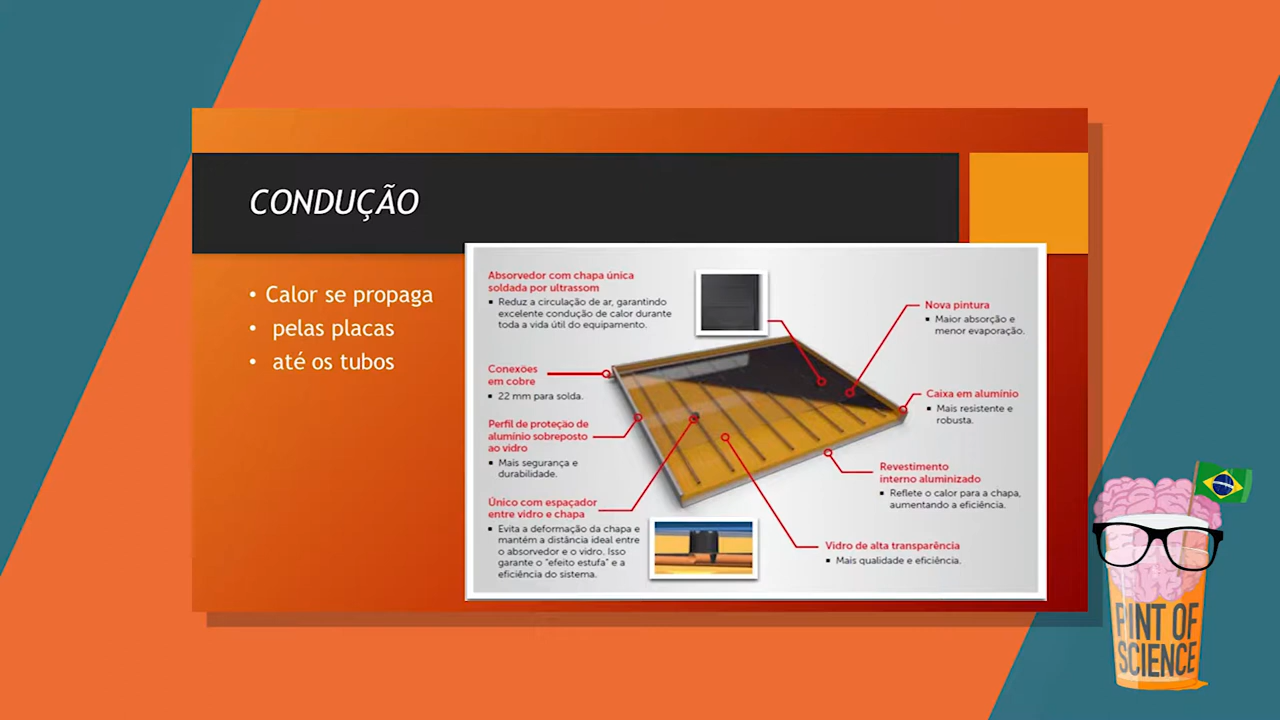 CONDUÇÃO
• Calor se propaga
• pelas placas
• até os tubos
Absorvedor com chapa única
soldada por ultrassom
▪ Reduz a circulação de ar, garantindo
excelente condução de calor durante
toda a vida útil do equipamento.
Conexões
em cobre
▪ 22 mm para solda.
Perfil de proteção de
alumínio sobreposto
ao vidro
▪ Mais segurança e
durabilidade.
Único com espaçador
entre vidro e chapa
▪ Evita a deformação da chapa e
mantém a distância ideal entre
o absorvedor e o vidro. Isso
garante o "efeito estufa" e a
eficiência do sistema.
Nova pintura
▪ Maior absorção e
menor evaporação.
Caixa em alumínio
▪ Mais resistente e
robusta.
Revestimento
interno aluminizado
▪ Reflete o calor para a chapa,
aumentando a eficiência.
Vidro de alta transparência
▪ Mais qualidade e eficiência.
PINT OF
SCIENCE